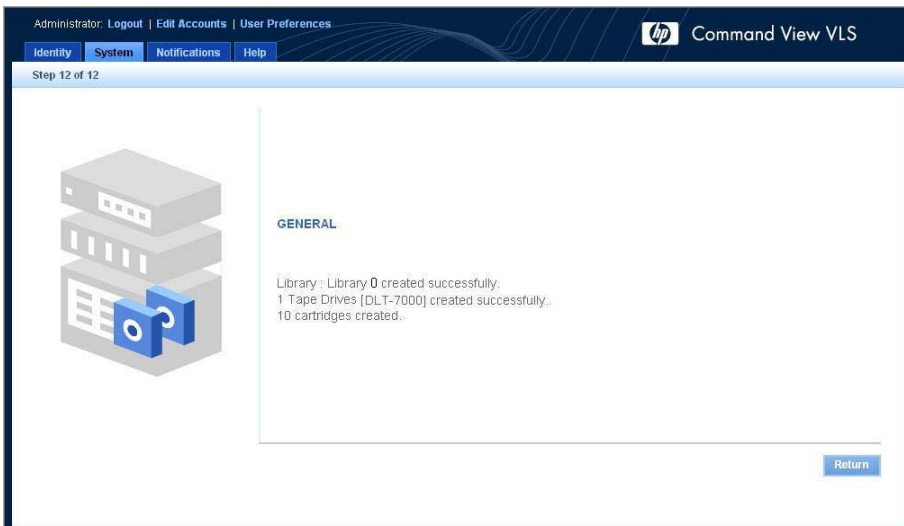 Administrator: Logout | Edit Accounts | User Preferences
hp Command View VLS
Identity System Notifications Help
Step 12 of 12
GENERAL
Library : Library 0 created successfully.
1 Tape Drives [DLT-7000] created successfully.
10 cartridges created.
Return